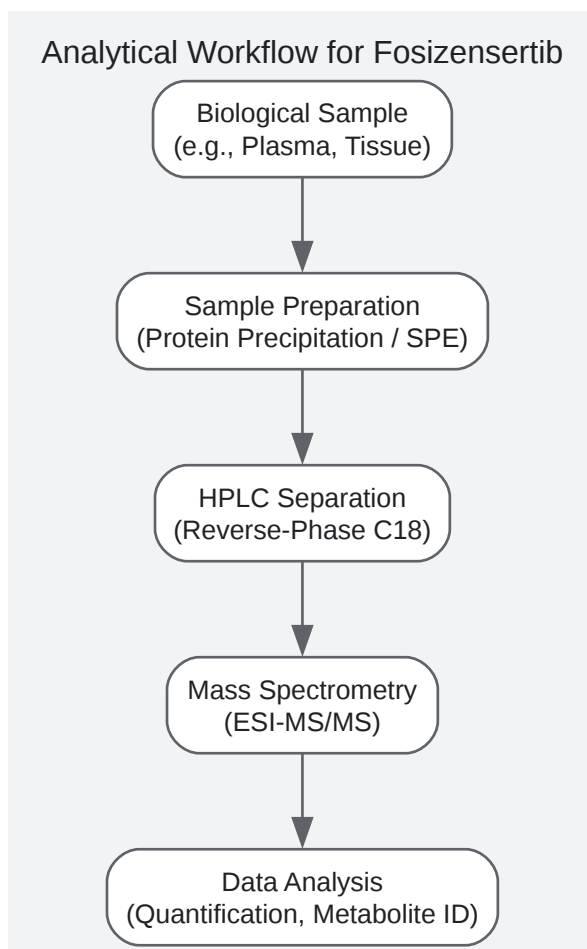 Analytical Workflow for Fosizensertib
Biological Sample
(e.g., Plasma, Tissue)
Sample Preparation
(Protein Precipitation / SPE)
HPLC Separation
(Reverse-Phase C18)
Mass Spectrometry
(ESI-MS/MS)
Data Analysis
(Quantification, Metabolite ID)